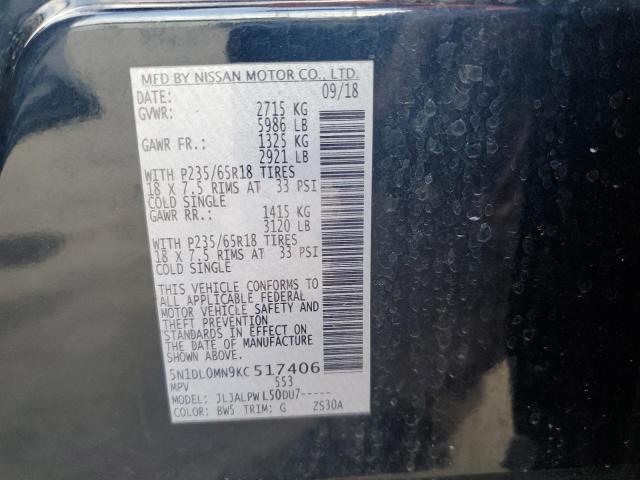 MFD BY NISSAN MOTOR CO., LTD.
DATE: 09/18
GVWR: 2715 KG
5986 LB
GAWR FR.: 1325 KG
2921 LB
WITH P235/65R18 TIRES
18 X 7.5 RIMS AT 33 PSI
COLD SINGLE
GAWR RR.: 1415 KG
3120 LB
WITH P235/65R18 TIRES
18 X 7.5 RIMS AT 33 PSI
COLD SINGLE
THIS VEHICLE CONFORMS TO
ALL APPLICABLE FEDERAL
MOTOR VEHICLE SAFETY AND
THEFT PREVENTION
STANDARDS IN EFFECT ON
THE DATE OF MANUFACTURE
SHOWN ABOVE.
5N1DL0MN9KC517406
MPV 553
MODEL: JLJALPWL50DU7-----
COLOR: BW5 TRIM: G ZS30A